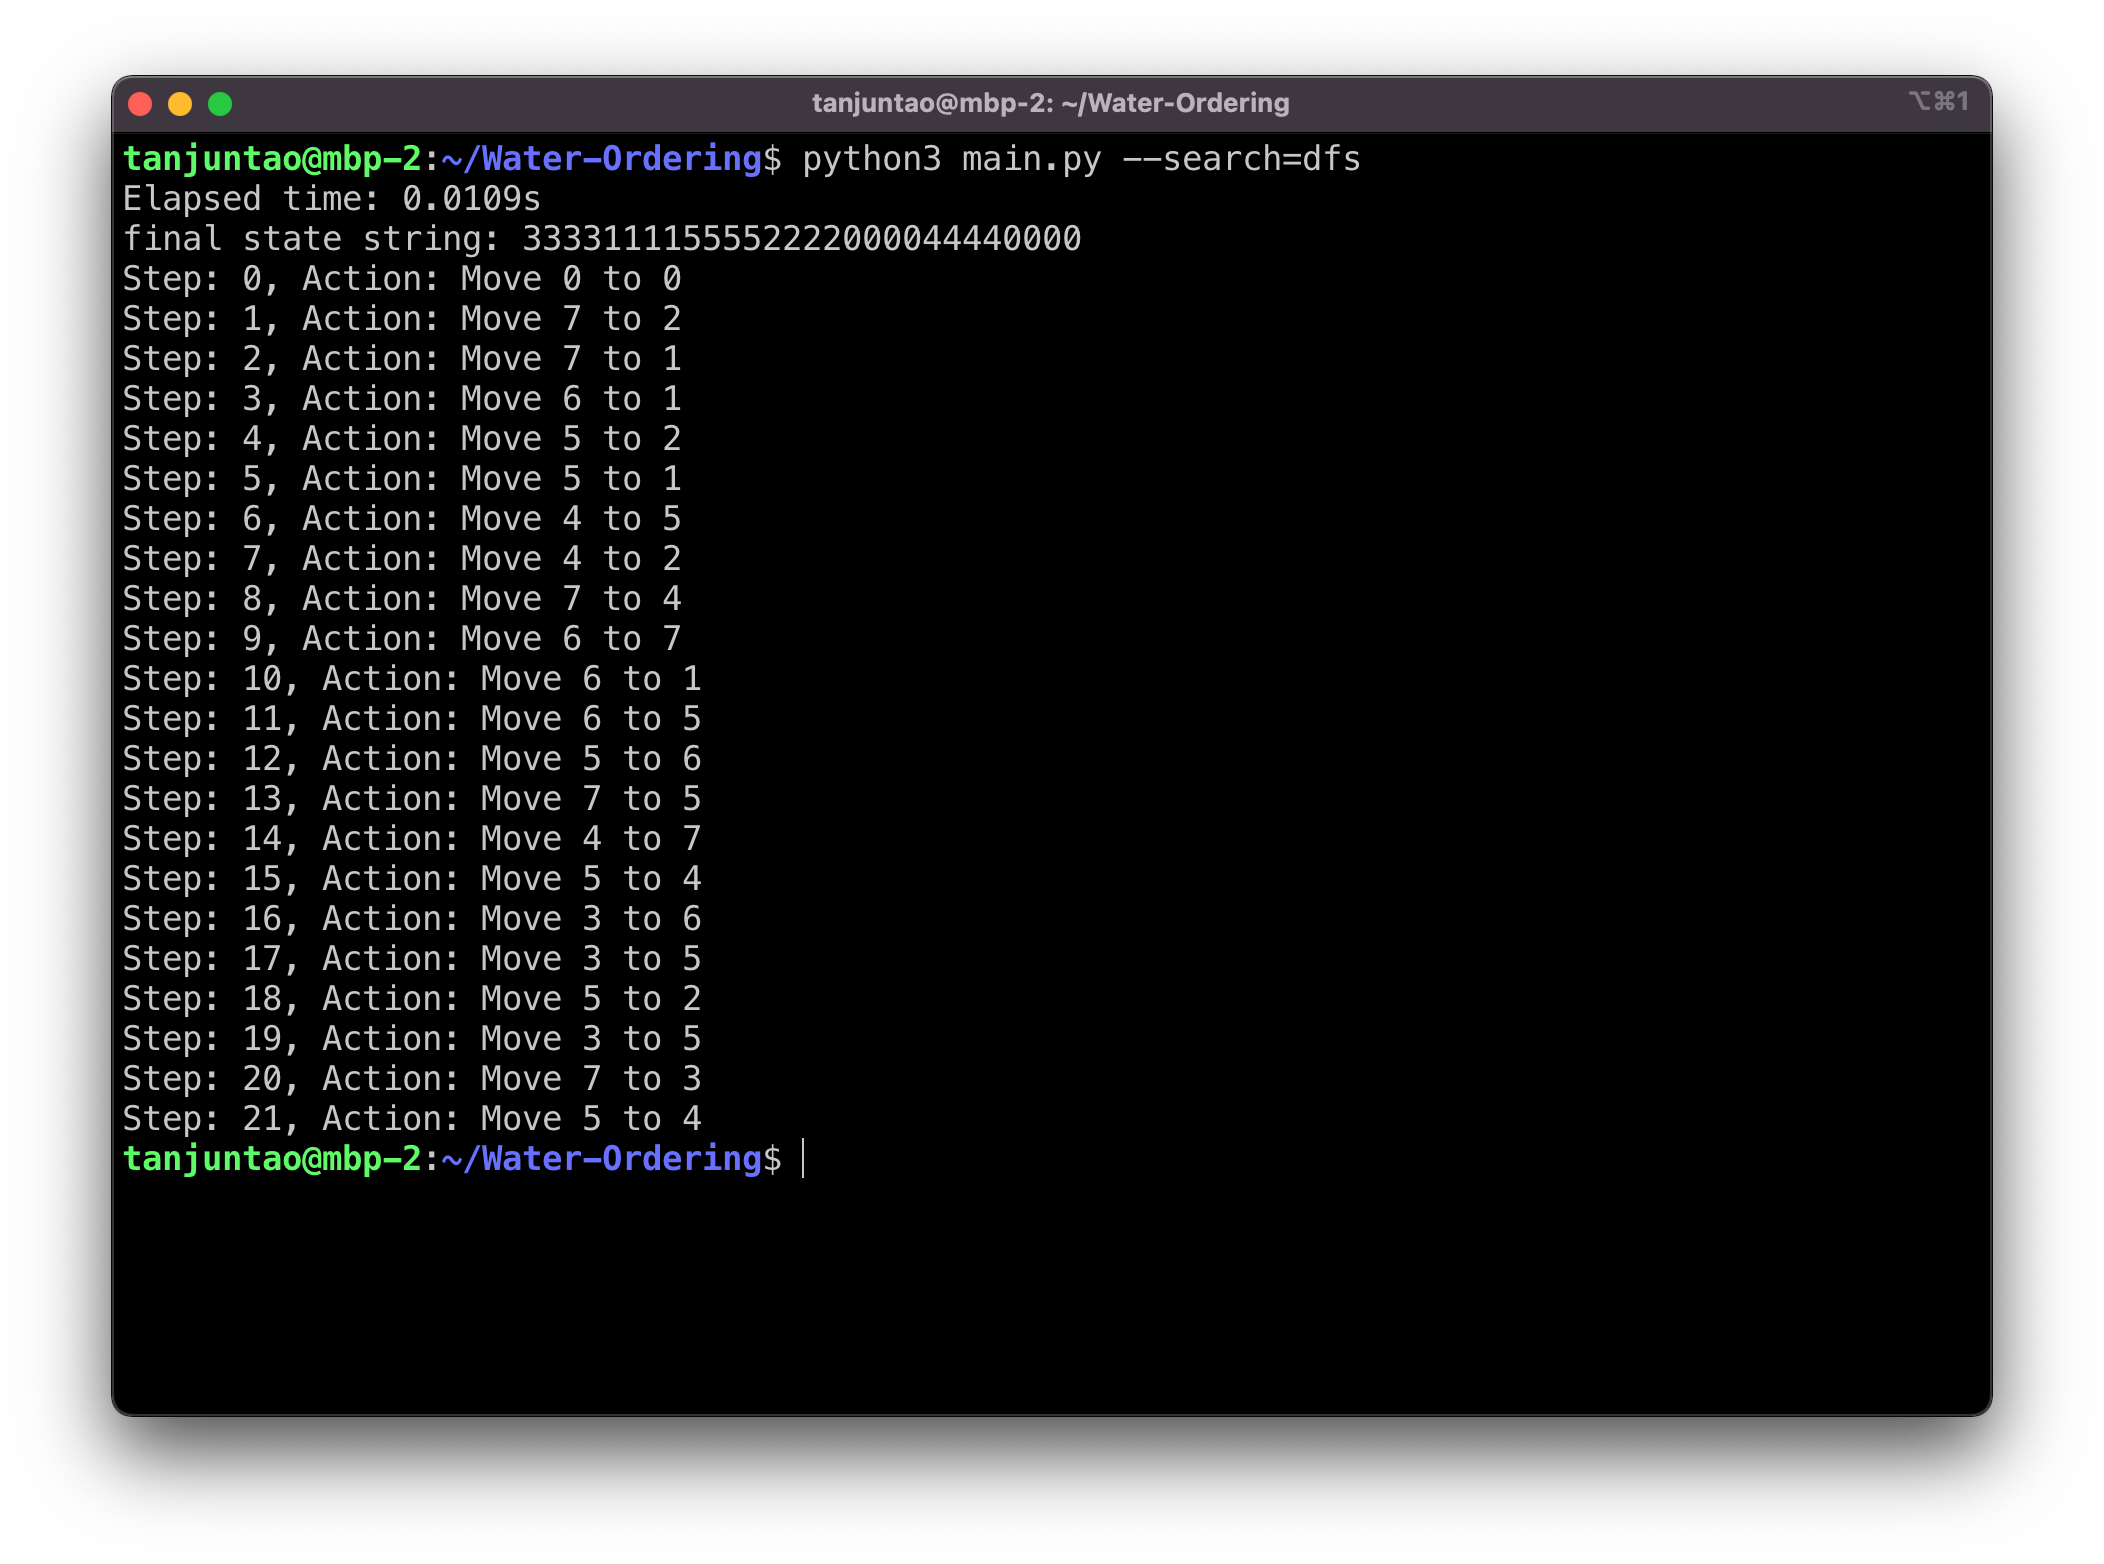 tanjuntao@mbp-2: ~/Water-Ordering ⌥⌘1
tanjuntao@mbp-2:~/Water-Ordering$ python3 main.py --search=dfs
Elapsed time: 0.0109s
final state string: 3333111155552222000044440000
Step: 0, Action: Move 0 to 0
Step: 1, Action: Move 7 to 2
Step: 2, Action: Move 7 to 1
Step: 3, Action: Move 6 to 1
Step: 4, Action: Move 5 to 2
Step: 5, Action: Move 5 to 1
Step: 6, Action: Move 4 to 5
Step: 7, Action: Move 4 to 2
Step: 8, Action: Move 7 to 4
Step: 9, Action: Move 6 to 7
Step: 10, Action: Move 6 to 1
Step: 11, Action: Move 6 to 5
Step: 12, Action: Move 5 to 6
Step: 13, Action: Move 7 to 5
Step: 14, Action: Move 4 to 7
Step: 15, Action: Move 5 to 4
Step: 16, Action: Move 3 to 6
Step: 17, Action: Move 3 to 5
Step: 18, Action: Move 5 to 2
Step: 19, Action: Move 3 to 5
Step: 20, Action: Move 7 to 3
Step: 21, Action: Move 5 to 4
tanjuntao@mbp-2:~/Water-Ordering$